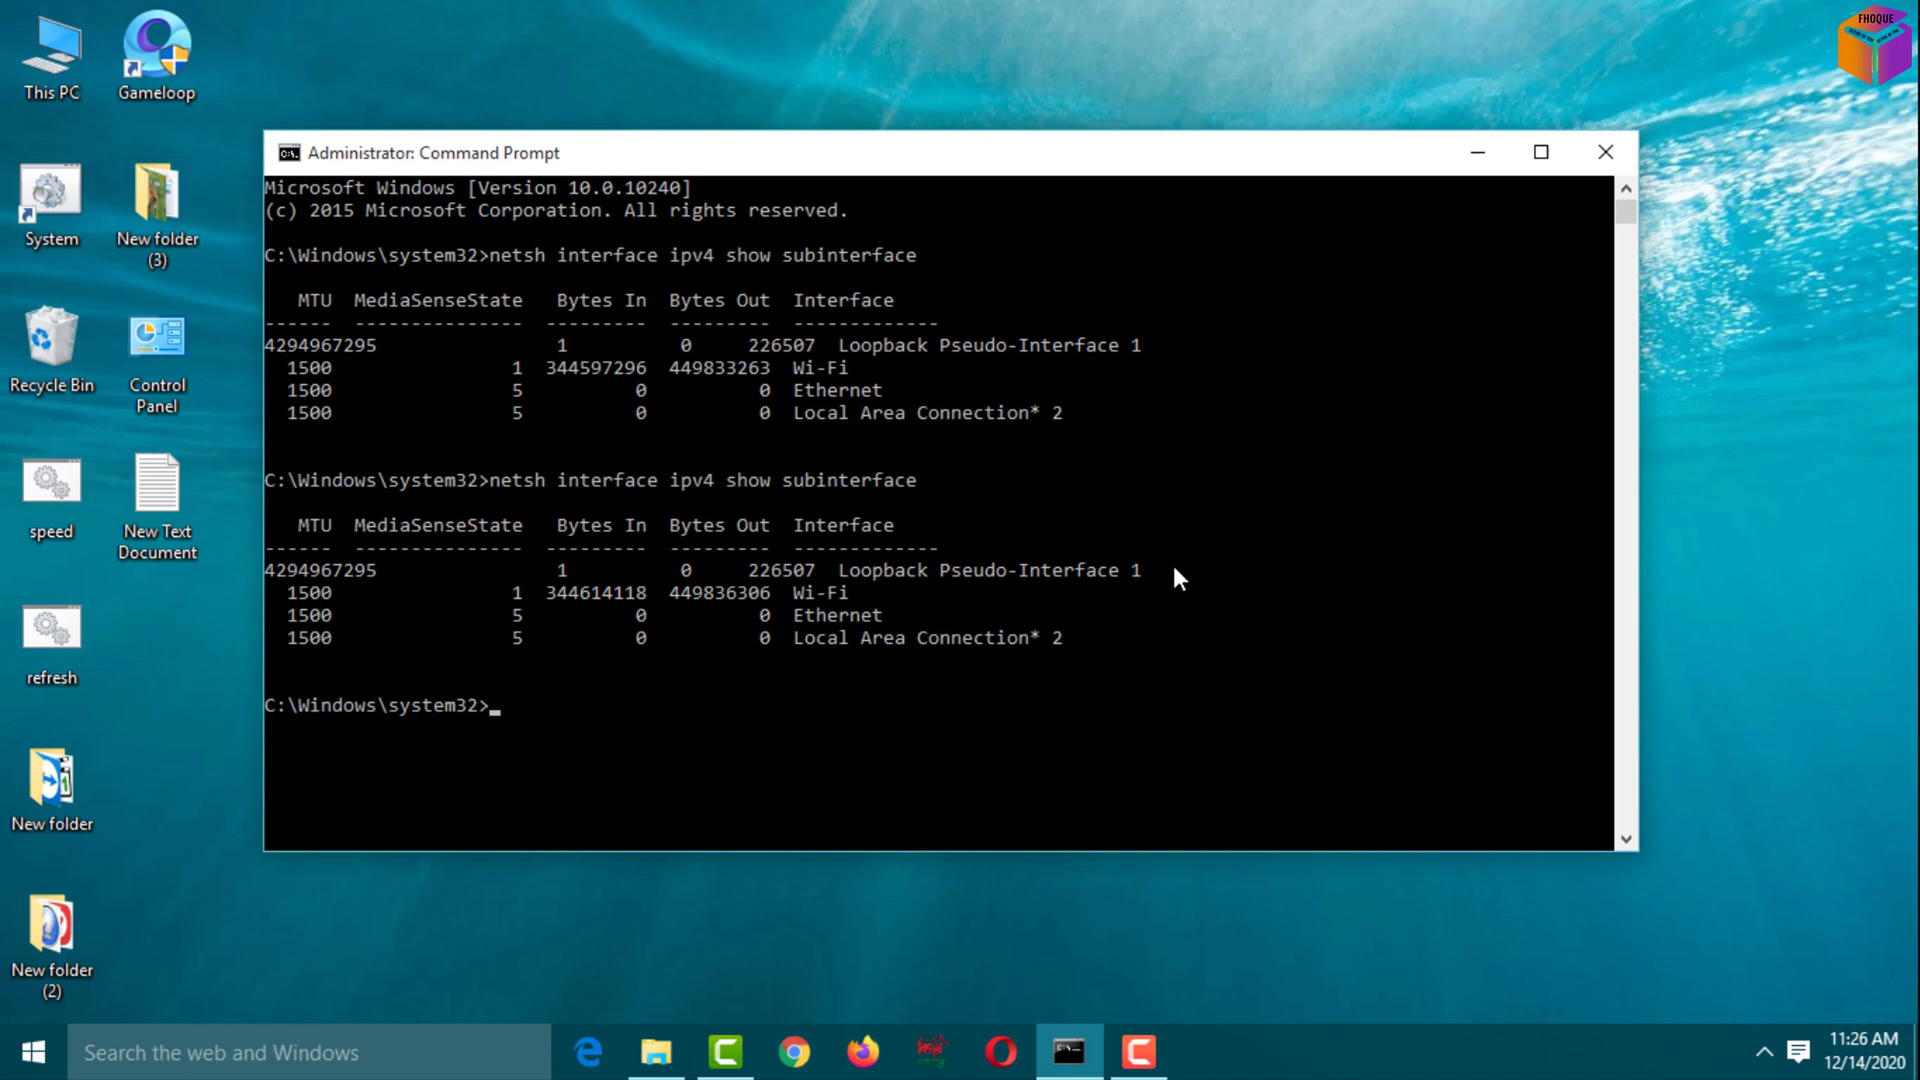 This PC
Gameloop
System
New folder
(3)
Recycle Bin
Control
Panel
speed
New Text
Document
refresh
New folder
New folder
(2)
FHOQUE
Administrator: Command Prompt
Microsoft Windows [Version 10.0.10240]
(c) 2015 Microsoft Corporation. All rights reserved.
C:\Windows\system32>netsh interface ipv4 show subinterface
MTU  MediaSenseState   Bytes In  Bytes Out  Interface
------  ---------------  ---------  ---------  -------------
4294967295                1          0     226507  Loopback Pseudo-Interface 1
1500                1  344597296  449833263  Wi-Fi
1500                5          0          0  Ethernet
1500                5          0          0  Local Area Connection* 2
C:\Windows\system32>netsh interface ipv4 show subinterface
MTU  MediaSenseState   Bytes In  Bytes Out  Interface
------  ---------------  ---------  ---------  -------------
4294967295                1          0     226507  Loopback Pseudo-Interface 1
1500                1  344614118  449836306  Wi-Fi
1500                5          0          0  Ethernet
1500                5          0          0  Local Area Connection* 2
C:\Windows\system32>_
Search the web and Windows
11:26 AM
12/14/2020